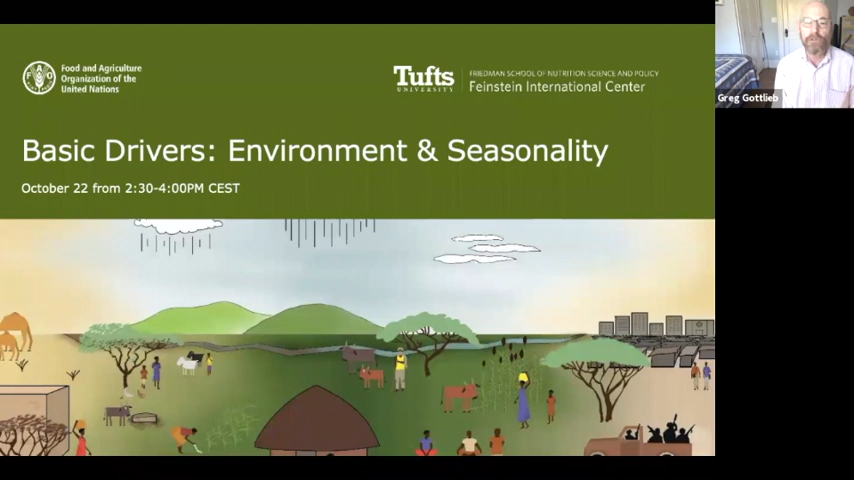 Food and Agriculture
Organization of the
United Nations
FAO
Tufts
UNIVERSITY
FRIEDMAN SCHOOL OF NUTRITION SCIENCE AND POLICY
Feinstein International Center
Basic Drivers: Environment & Seasonality
October 22 from 2:30-4:00PM CEST
Greg Gottlieb